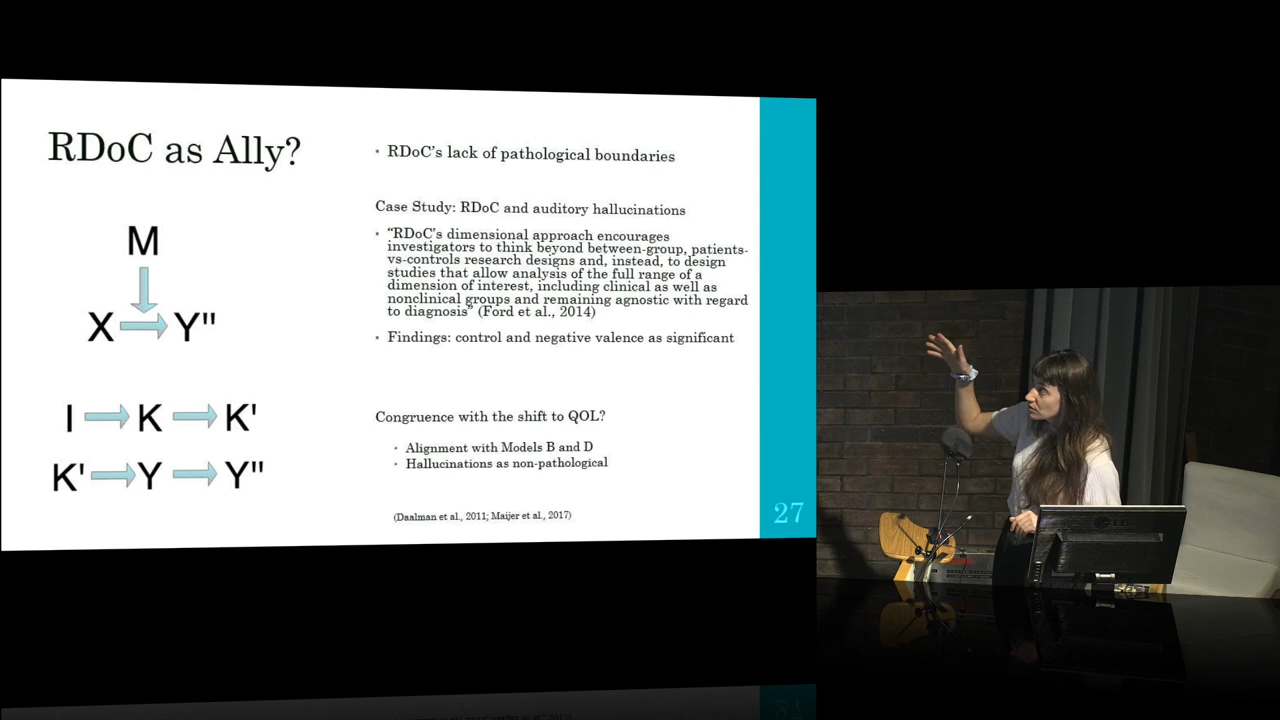 RDoC as Ally?
M
X Y"
I K K'
K' Y Y"
• RDoC's lack of pathological boundaries
Case Study: RDoC and auditory hallucinations
• “RDoC's dimensional approach encourages
investigators to think beyond between-group, patients-
vs-controls research designs and, instead, to design
studies that allow analysis of the full range of a
dimension of interest, including clinical as well as
nonclinical groups and remaining agnostic with regard
to diagnosis” (Ford et al., 2014)
• Findings: control and negative valence as significant
Congruence with the shift to QOL?
• Alignment with Models B and D
• Hallucinations as non-pathological
(Daalman et al., 2011; Maijer et al., 2017)
27
LG